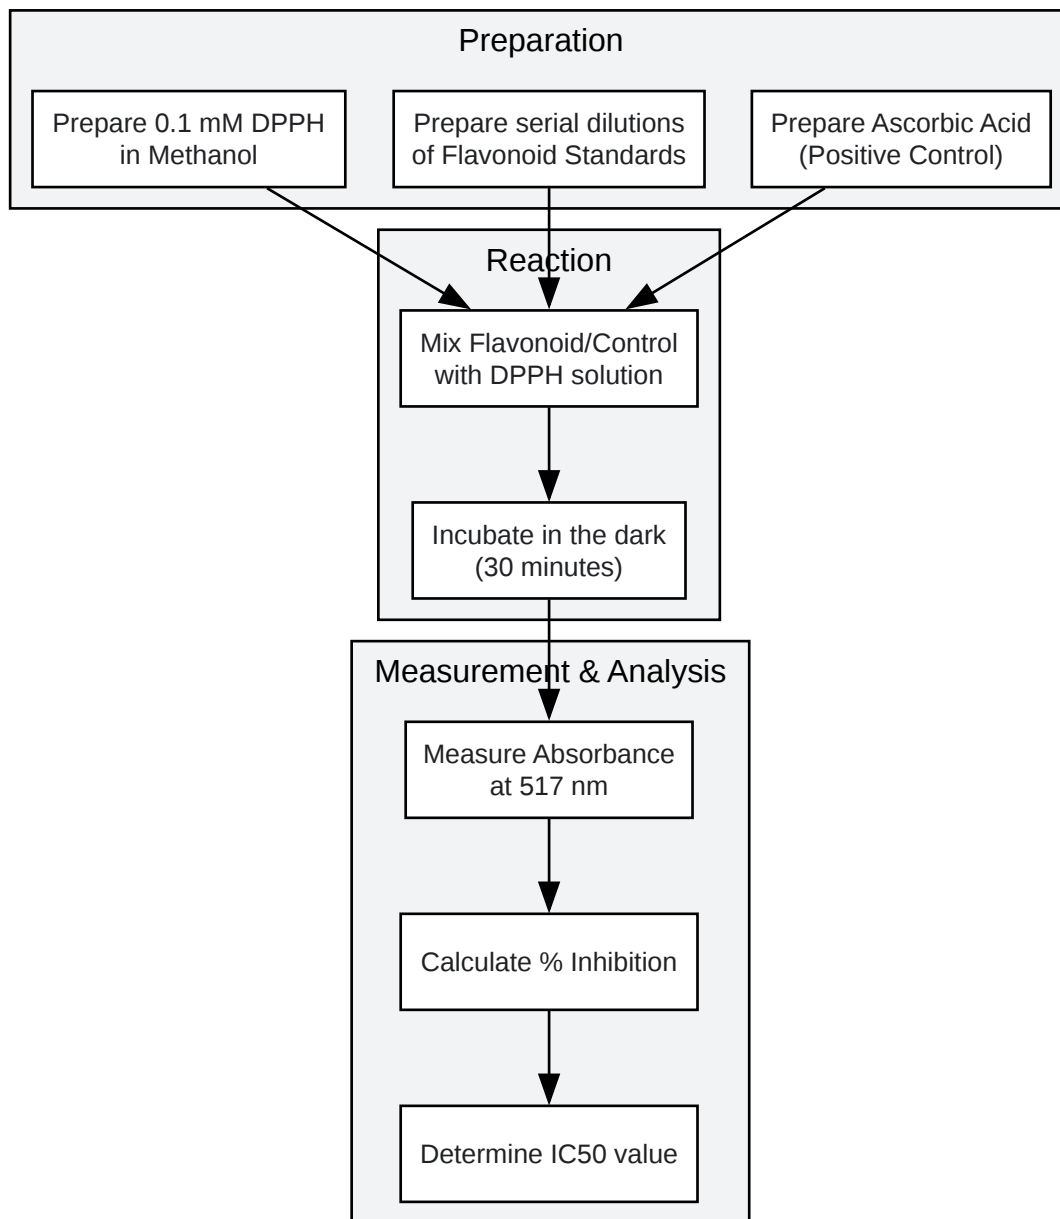 Preparation
Prepare 0.1 mM DPPH
in Methanol
Prepare serial dilutions
of Flavonoid Standards
Prepare Ascorbic Acid
(Positive Control)
Reaction
Mix Flavonoid/Control
with DPPH solution
Incubate in the dark
(30 minutes)
Measurement & Analysis
Measure Absorbance
at 517 nm
Calculate % Inhibition
Determine IC50 value